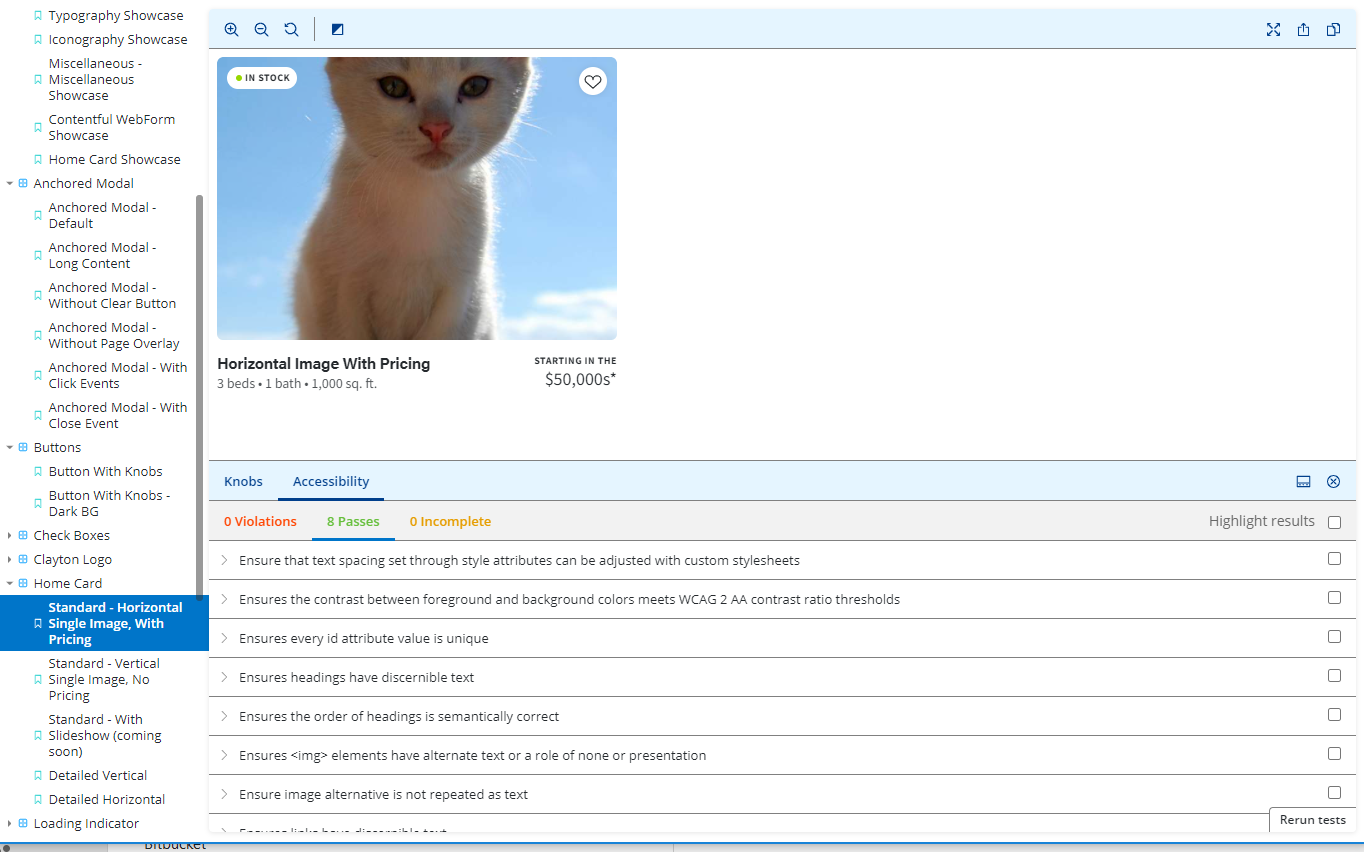 Typography Showcase
Iconography Showcase
Miscellaneous -
Miscellaneous
Showcase
Contentful WebForm
Showcase
Home Card Showcase
Anchored Modal
Anchored Modal -
Default
Anchored Modal -
Long Content
Anchored Modal -
Without Clear Button
Anchored Modal -
Without Page Overlay
Anchored Modal - With
Click Events
Anchored Modal - With
Close Event
Buttons
Button With Knobs
Button With Knobs -
Dark BG
Check Boxes
Clayton Logo
Home Card
Standard - Horizontal
Single Image, With
Pricing
Standard - Vertical
Single Image, No
Pricing
Standard - With
Slideshow (coming
soon)
Detailed Vertical
Detailed Horizontal
Loading Indicator
IN STOCK
Horizontal Image With Pricing
3 beds • 1 bath • 1,000 sq. ft.
STARTING IN THE
$50,000s*
Knobs Accessibility
0 Violations 8 Passes 0 Incomplete Highlight results
Ensure that text spacing set through style attributes can be adjusted with custom stylesheets
Ensures the contrast between foreground and background colors meets WCAG 2 AA contrast ratio thresholds
Ensures every id attribute value is unique
Ensures headings have discernible text
Ensures the order of headings is semantically correct
Ensures <img> elements have alternate text or a role of none or presentation
Ensure image alternative is not repeated as text
Ensures links have discernible text
Rerun tests
Bitbucket